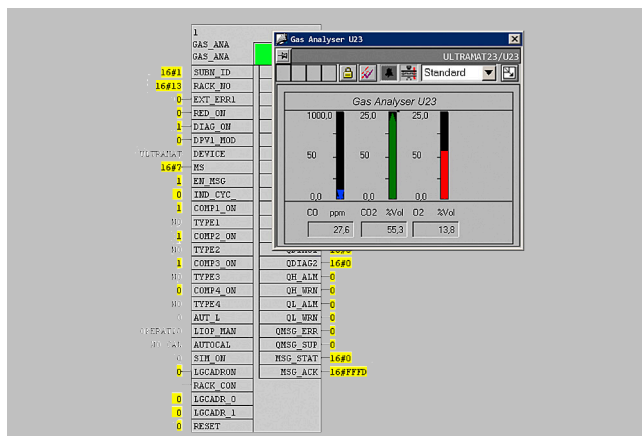 1
GAS_ANA
GAS_ANA
Gas Analyser U23
ULTRAMAT23/U23
Standard
Gas Analyser U23
1000,0 25,0 25,0
50 50 50
0,0 0,0 0,0
CO ppm CO2 %Vol O2 %Vol
27,6 55,3 13,8
16#1 SUBN_ID
16#13 RACK_NO
0 EXT_ERR1
0 RED_ON
1 DIAG_ON
0 DPV1_MOD
ULTRAMAT DEVICE
16#7 MS
1 EN_MSG
0 IND_CYC_
1 COMP1_ON
NO TYPE1
1 COMP2_ON
NO TYPE2
1 COMP3_ON QDIAG2 16#0
NO TYPE3 QH_ALM 0
0 COMP4_ON QH_WRN 0
NO TYPE4 QL_ALM 0
AUT_L QL_WRN 0
LIOP_MAN QMSG_ERR 0
AUTOCAL QMSG_SUP 0
SIM_ON MSG_STAT 16#0
0 LGCADRON MSG_ACK 16#FFFD
RACK_CON
0 LGCADR_0
0 LGCADR_1
0 RESET